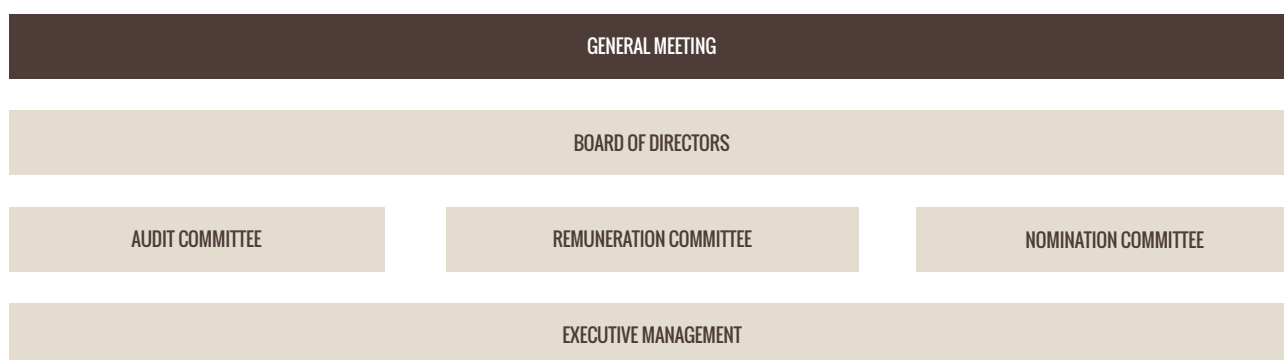 GENERAL MEETING
BOARD OF DIRECTORS
AUDIT COMMITTEE
REMUNERATION COMMITTEE
NOMINATION COMMITTEE
EXECUTIVE MANAGEMENT